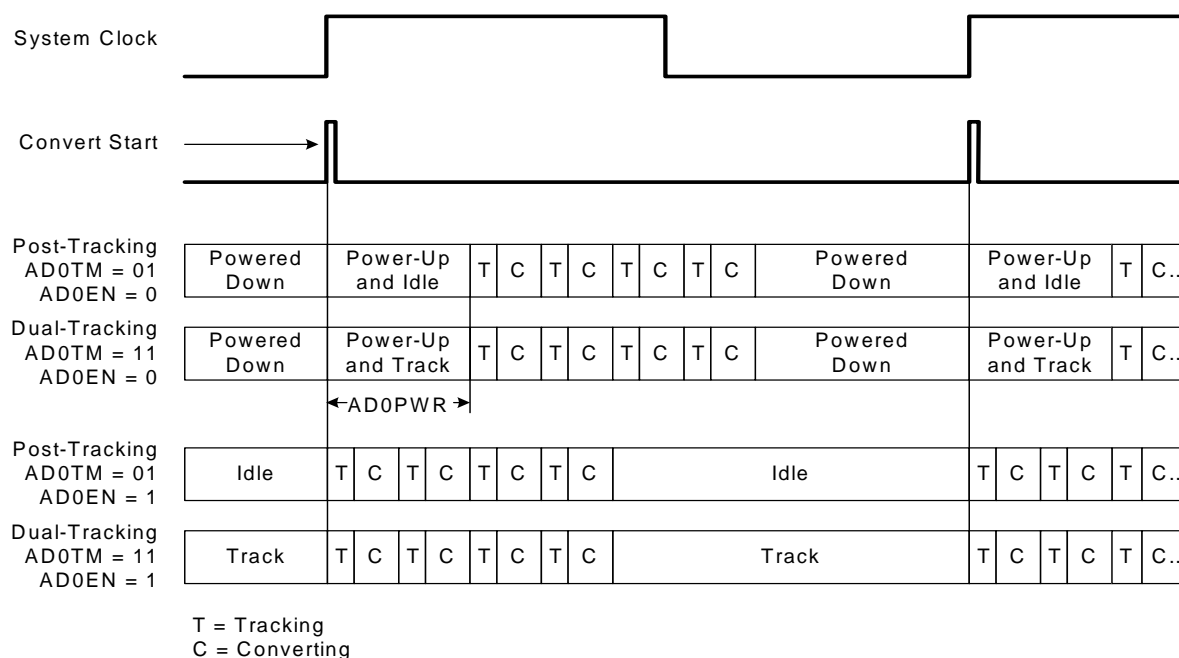 System Clock
Convert Start
Post-Tracking
AD0TM = 01
AD0EN = 0
Powered
Down
Power-Up
and Idle
T C T C T C T C
Powered
Down
Power-Up
and Idle
T C..
Dual-Tracking
AD0TM = 11
AD0EN = 0
Powered
Down
Power-Up
and Track
T C T C T C T C
Powered
Down
Power-Up
and Track
T C..
AD0PWR
Post-Tracking
AD0TM = 01
AD0EN = 1
Idle T C T C T C T C Idle T C T C T C..
Dual-Tracking
AD0TM = 11
AD0EN = 1
Track T C T C T C T C Track T C T C T C..
T = Tracking
C = Converting